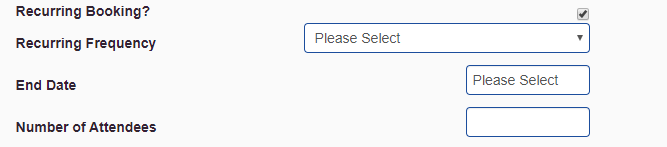 Recurring Booking?
Recurring Frequency Please Select
End Date Please Select
Number of Attendees